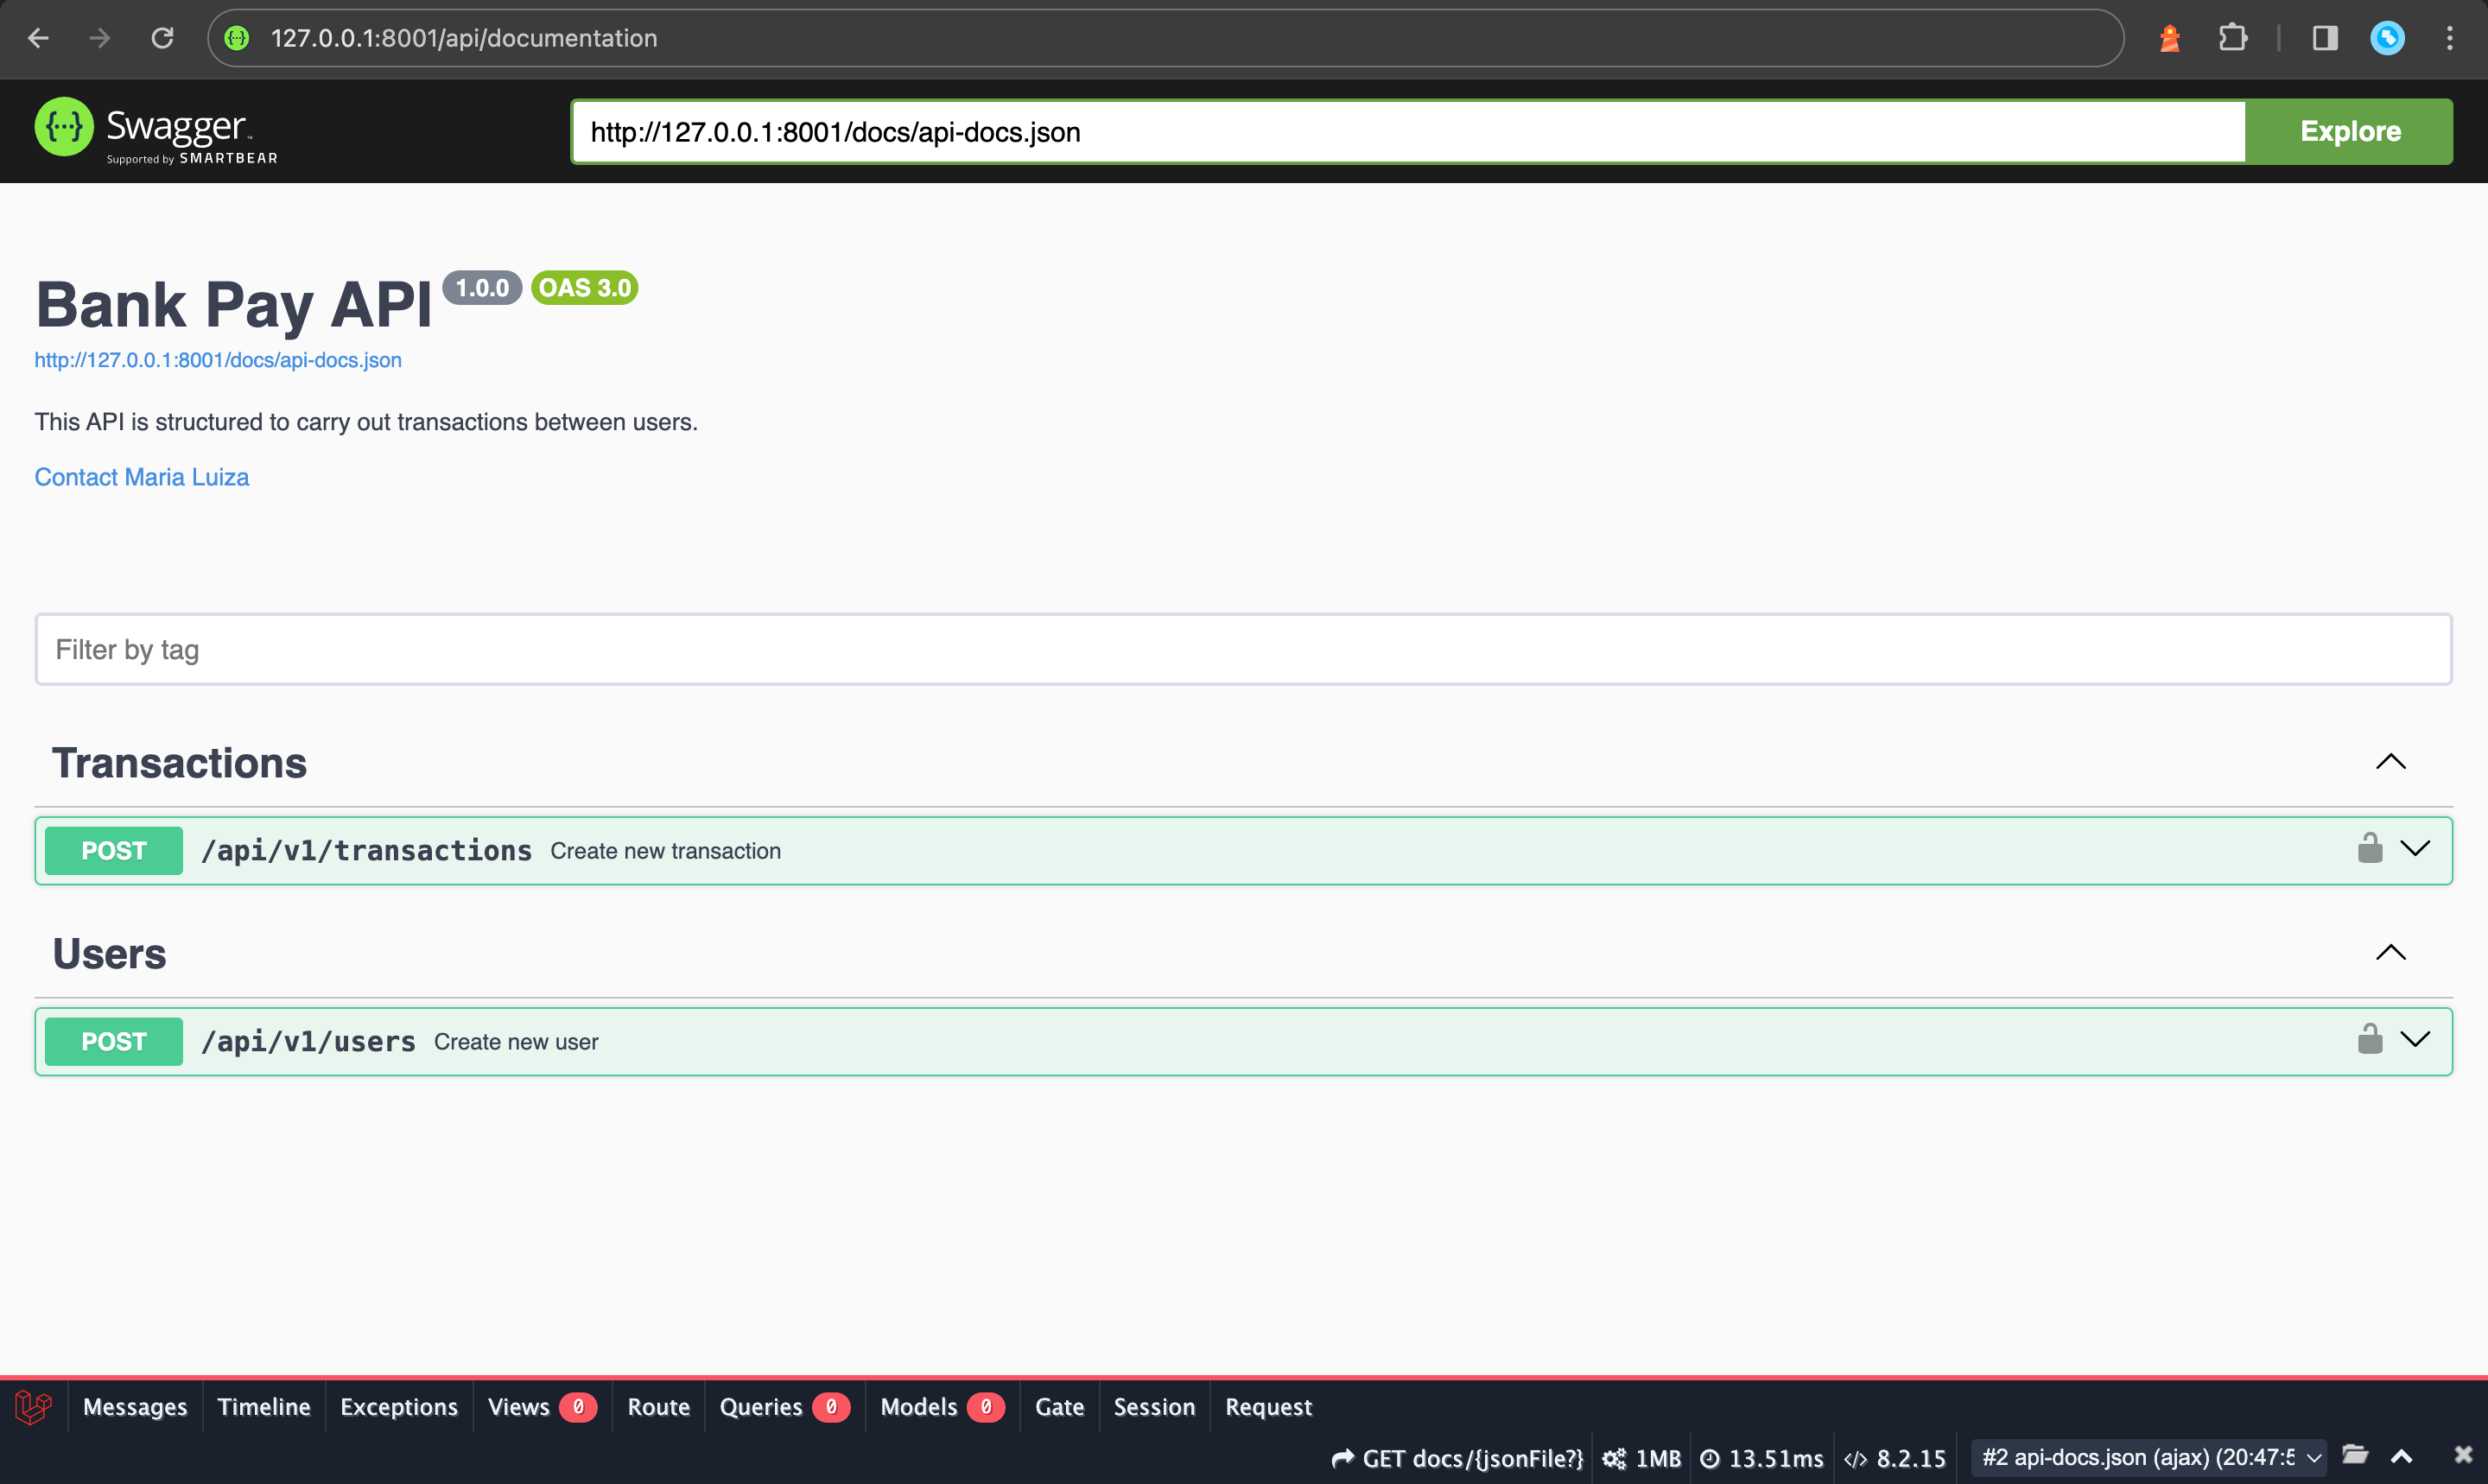 127.0.0.1:8001/api/documentation
Swagger
Supported by SMARTBEAR
http://127.0.0.1:8001/docs/api-docs.json
Explore
Bank Pay API 1.0.0 OAS 3.0
http://127.0.0.1:8001/docs/api-docs.json
This API is structured to carry out transactions between users.
Contact Maria Luiza
Filter by tag
Transactions
POST /api/v1/transactions Create new transaction
Users
POST /api/v1/users Create new user
Messages Timeline Exceptions Views 0 Route Queries 0 Models 0 Gate Session Request
GET docs/{jsonFile?} 1MB 13.51ms 8.2.15 #2 api-docs.json (ajax) (20:47:5